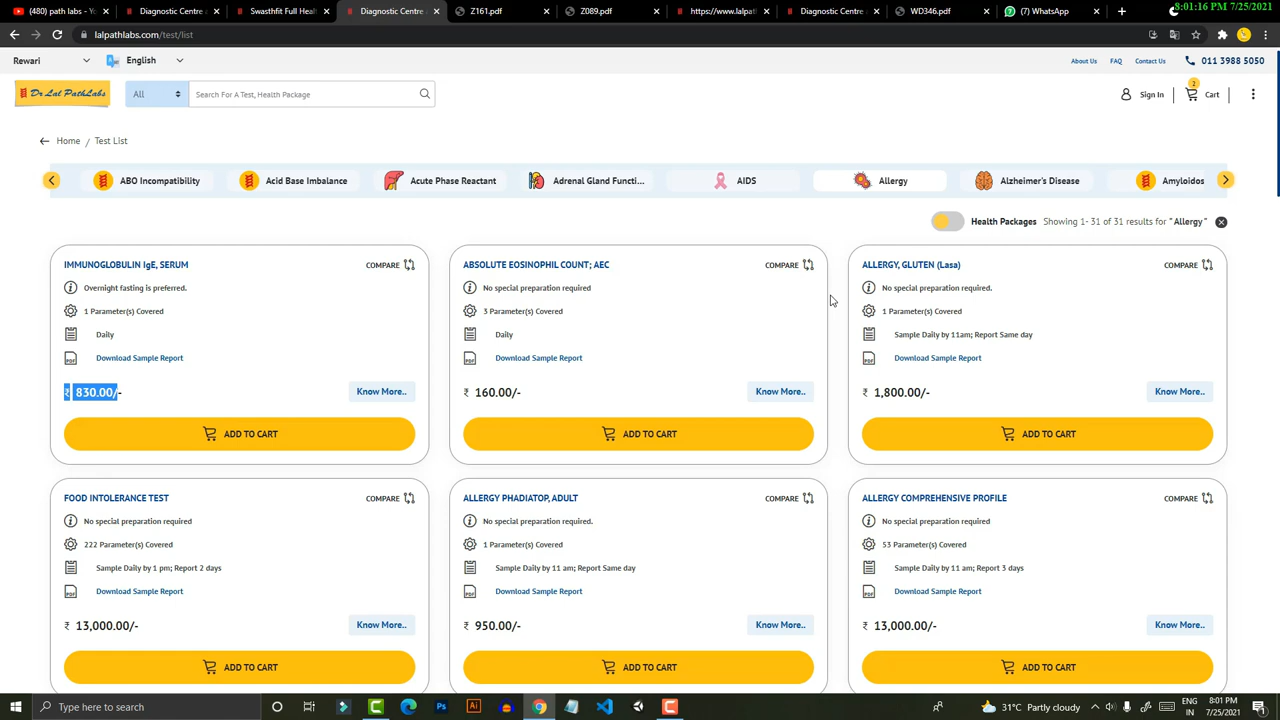 (480) path labs - Yo
Diagnostic Centre
Swasthfit Full Heal
Diagnostic Centre
Z161.pdf
Z089.pdf
https://www.lalpat
Diagnostic Centre
WD346.pdf
(7) WhatsApp
8:01:16 PM 7/25/2021
lalpathlabs.com/test/list
Rewari English About Us FAQ Contact Us 011 3988 5050
Dr Lal PathLabs All Search For A Test, Health Package Sign In 2 Cart
Home / Test List
ABO Incompatibility Acid Base Imbalance Acute Phase Reactant Adrenal Gland Functi... AIDS Allergy Alzheimer's Disease Amyloidos
Health Packages Showing 1- 31 of 31 results for " Allergy "
IMMUNOGLOBULIN IgE, SERUM COMPARE
Overnight fasting is preferred.
1 Parameter(s) Covered
Daily
PDF Download Sample Report
₹ 830.00/- Know More..
ADD TO CART
ABSOLUTE EOSINOPHIL COUNT; AEC COMPARE
No special preparation required
3 Parameter(s) Covered
Daily
PDF Download Sample Report
₹ 160.00/- Know More..
ADD TO CART
ALLERGY, GLUTEN (Lasa) COMPARE
No special preparation required.
1 Parameter(s) Covered
Sample Daily by 11am; Report Same day
PDF Download Sample Report
₹ 1,800.00/- Know More..
ADD TO CART
FOOD INTOLERANCE TEST COMPARE
No special preparation required
222 Parameter(s) Covered
Sample Daily by 1 pm; Report 2 days
PDF Download Sample Report
₹ 13,000.00/- Know More..
ADD TO CART
ALLERGY PHADIATOP, ADULT COMPARE
No special preparation required.
1 Parameter(s) Covered
Sample Daily by 11 am; Report Same day
PDF Download Sample Report
₹ 950.00/- Know More..
ADD TO CART
ALLERGY COMPREHENSIVE PROFILE COMPARE
No special preparation required
53 Parameter(s) Covered
Sample Daily by 11 am; Report 3 days
PDF Download Sample Report
₹ 13,000.00/- Know More..
ADD TO CART
Type here to search Ps Ai 31°C Partly cloudy ENG 8:01 PM
IN 7/25/2021